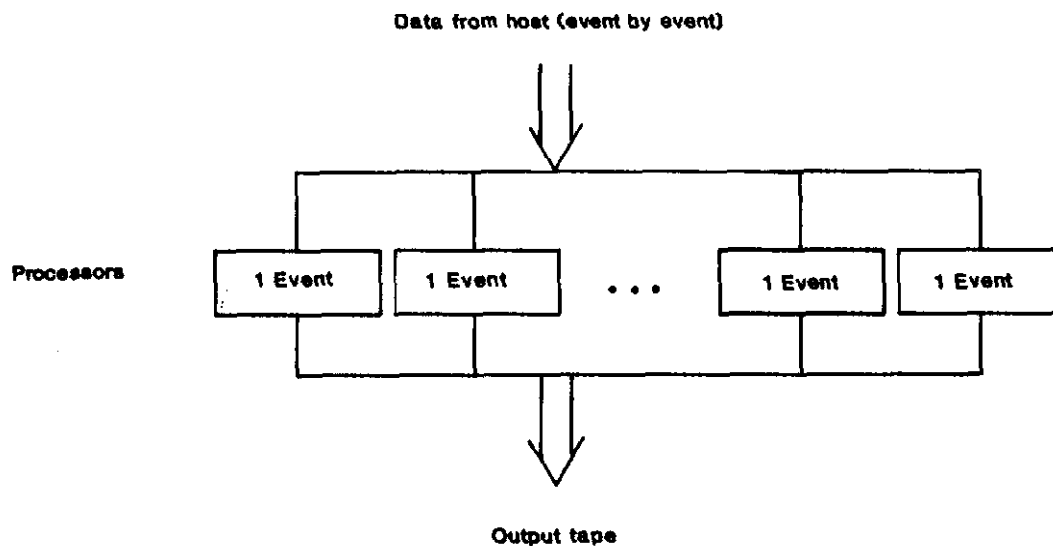 Data from host (event by event)
Processors
1 Event
1 Event
• • •
1 Event
1 Event
Output tape